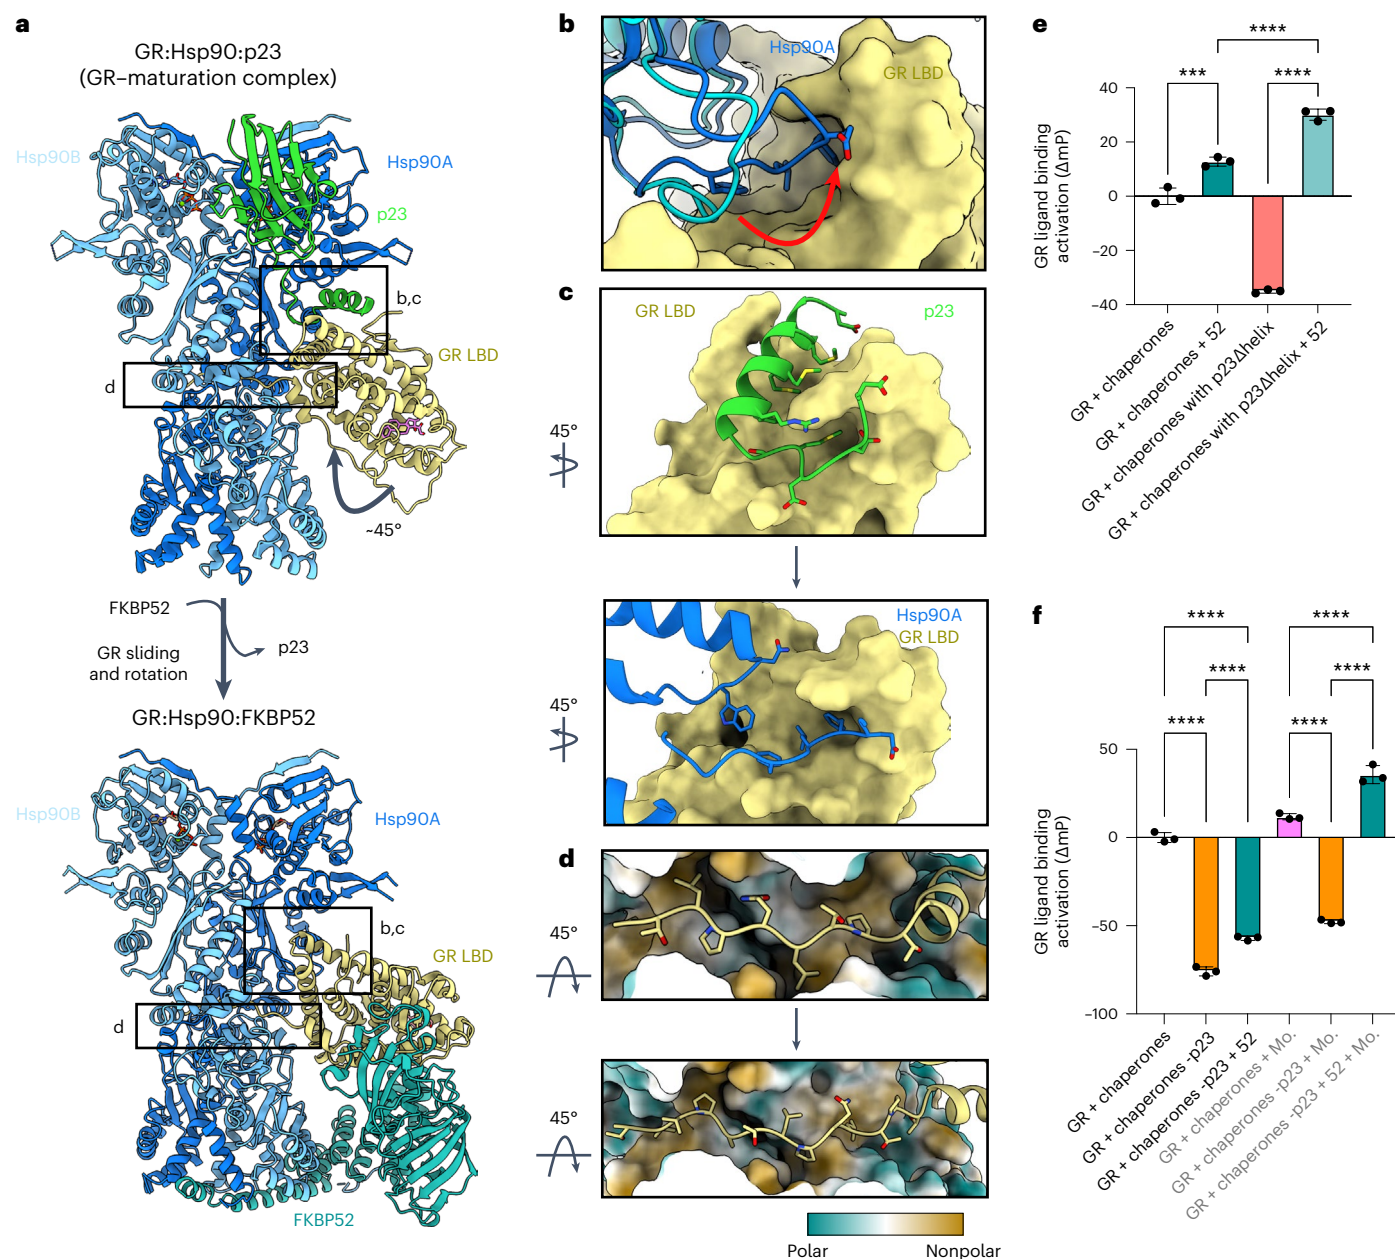 a
GR:Hsp90:p23
(GR–maturation complex)
Hsp90B
Hsp90A
p23
b,c
GR LBD
d
~45°
FKBP52
p23
GR sliding
and rotation
GR:Hsp90:FKBP52
Hsp90B
Hsp90A
b,c
GR LBD
d
FKBP52
b
Hsp90A
GR LBD
c
GR LBD
p23
45°
Hsp90A
GR LBD
45°
d
45°
45°
Polar
Nonpolar
e
****
***
****
40
20
0
–20
–40
GR ligand binding
activation (ΔmP)
GR + chaperones
GR + chaperones + 52
GR + chaperones with p23Δhelix
GR + chaperones with p23Δhelix + 52
f
****
****
****
****
****
****
50
0
–50
–100
GR ligand binding
activation (ΔmP)
GR + chaperones
GR + chaperones -p23
GR + chaperones -p23 + 52
GR + chaperones + Mo.
GR + chaperones -p23 + Mo.
GR + chaperones -p23 + 52 + Mo.